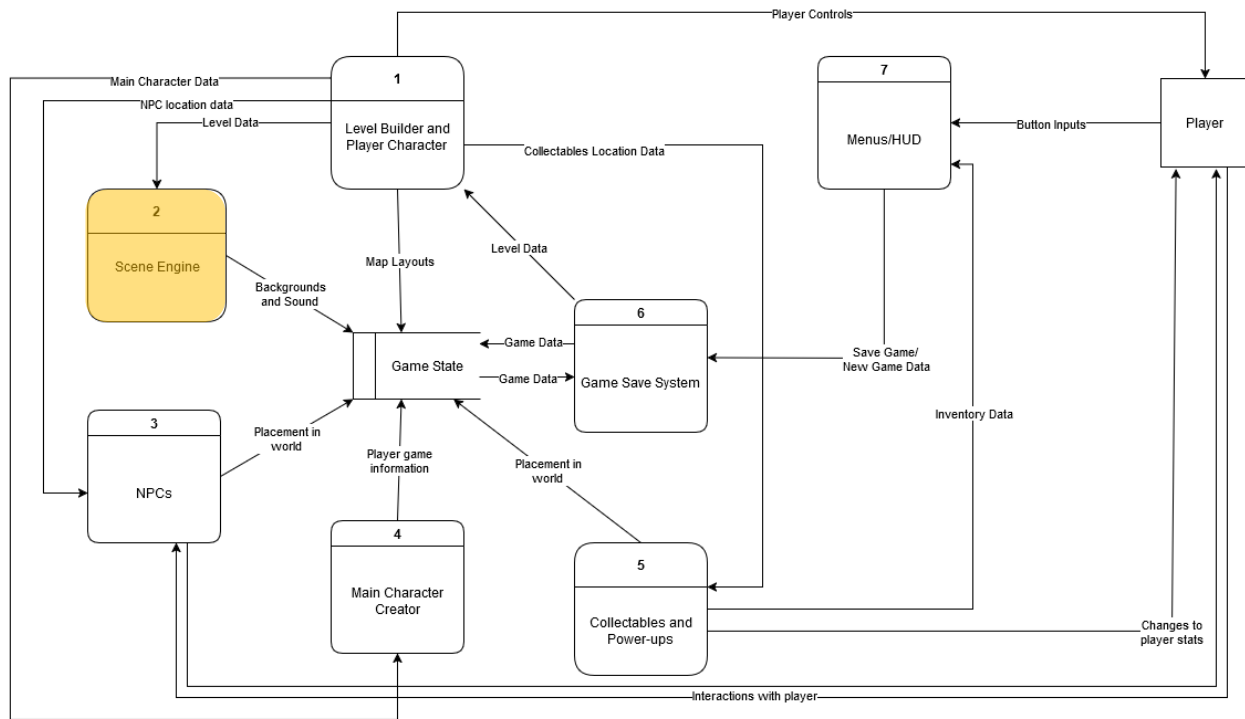 Player Controls
Main Character Data
1
7
NPC location data
Level Data
Level Builder and
Player Character
Collectables Location Data
Menus/HUD
Button Inputs
Player
2
Scene Engine
Level Data
Map Layouts
Backgrounds
and Sound
6
Game State
Game Data
Game Data
Game Save System
Save Game/
New Game Data
3
NPCs
Placement in
world
Player game
information
Placement in
world
Inventory Data
4
Main Character
Creator
5
Collectables and
Power-ups
Changes to
player stats
Interactions with player